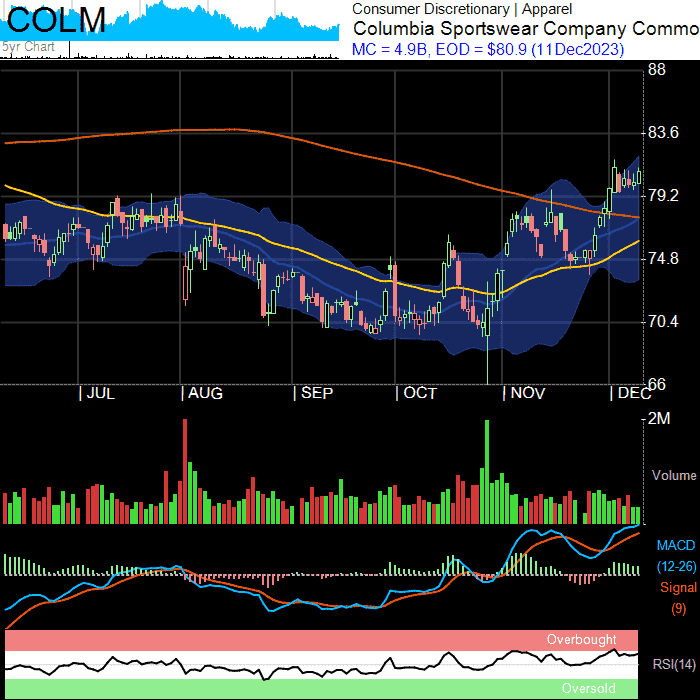 COLM
5yr Chart
Consumer Discretionary | Apparel
Columbia Sportswear Company Commo
MC = 4.9B, EOD = $80.9 (11Dec2023)
88
83.6
79.2
74.8
70.4
66
| JUL | AUG | SEP | OCT | NOV | DEC
2M
Volume
MACD
(12-26)
Signal
(9)
Overbought
RSI(14)
Oversold